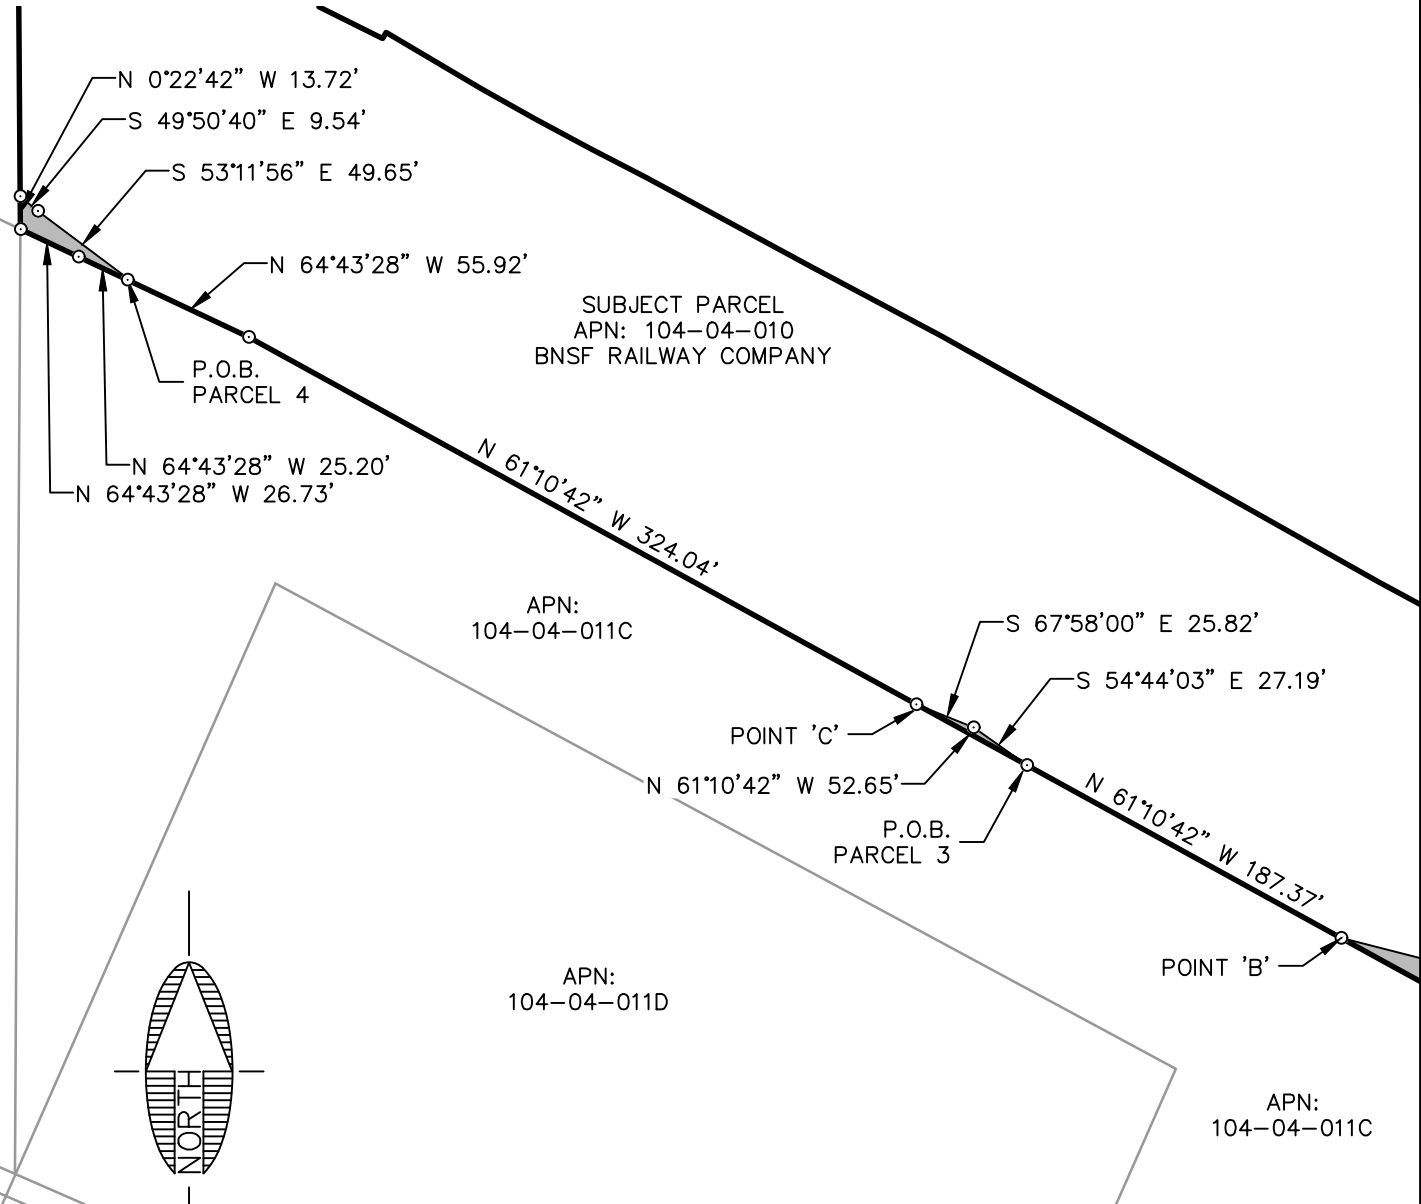 N 0°22'42" W 13.72'
S 49°50'40" E 9.54'
S 53°11'56" E 49.65'
N 64°43'28" W 55.92'
SUBJECT PARCEL
APN: 104-04-010
BNSF RAILWAY COMPANY
P.O.B.
PARCEL 4
N 64°43'28" W 25.20'
N 64°43'28" W 26.73'
N 61°10'42" W 324.04'
APN:
104-04-011C
S 67°58'00" E 25.82'
S 54°44'03" E 27.19'
POINT 'C'
N 61°10'42" W 52.65'
P.O.B.
PARCEL 3
N 61°10'42" W 187.37'
POINT 'B'
APN:
104-04-011D
NORTH
APN:
104-04-011C